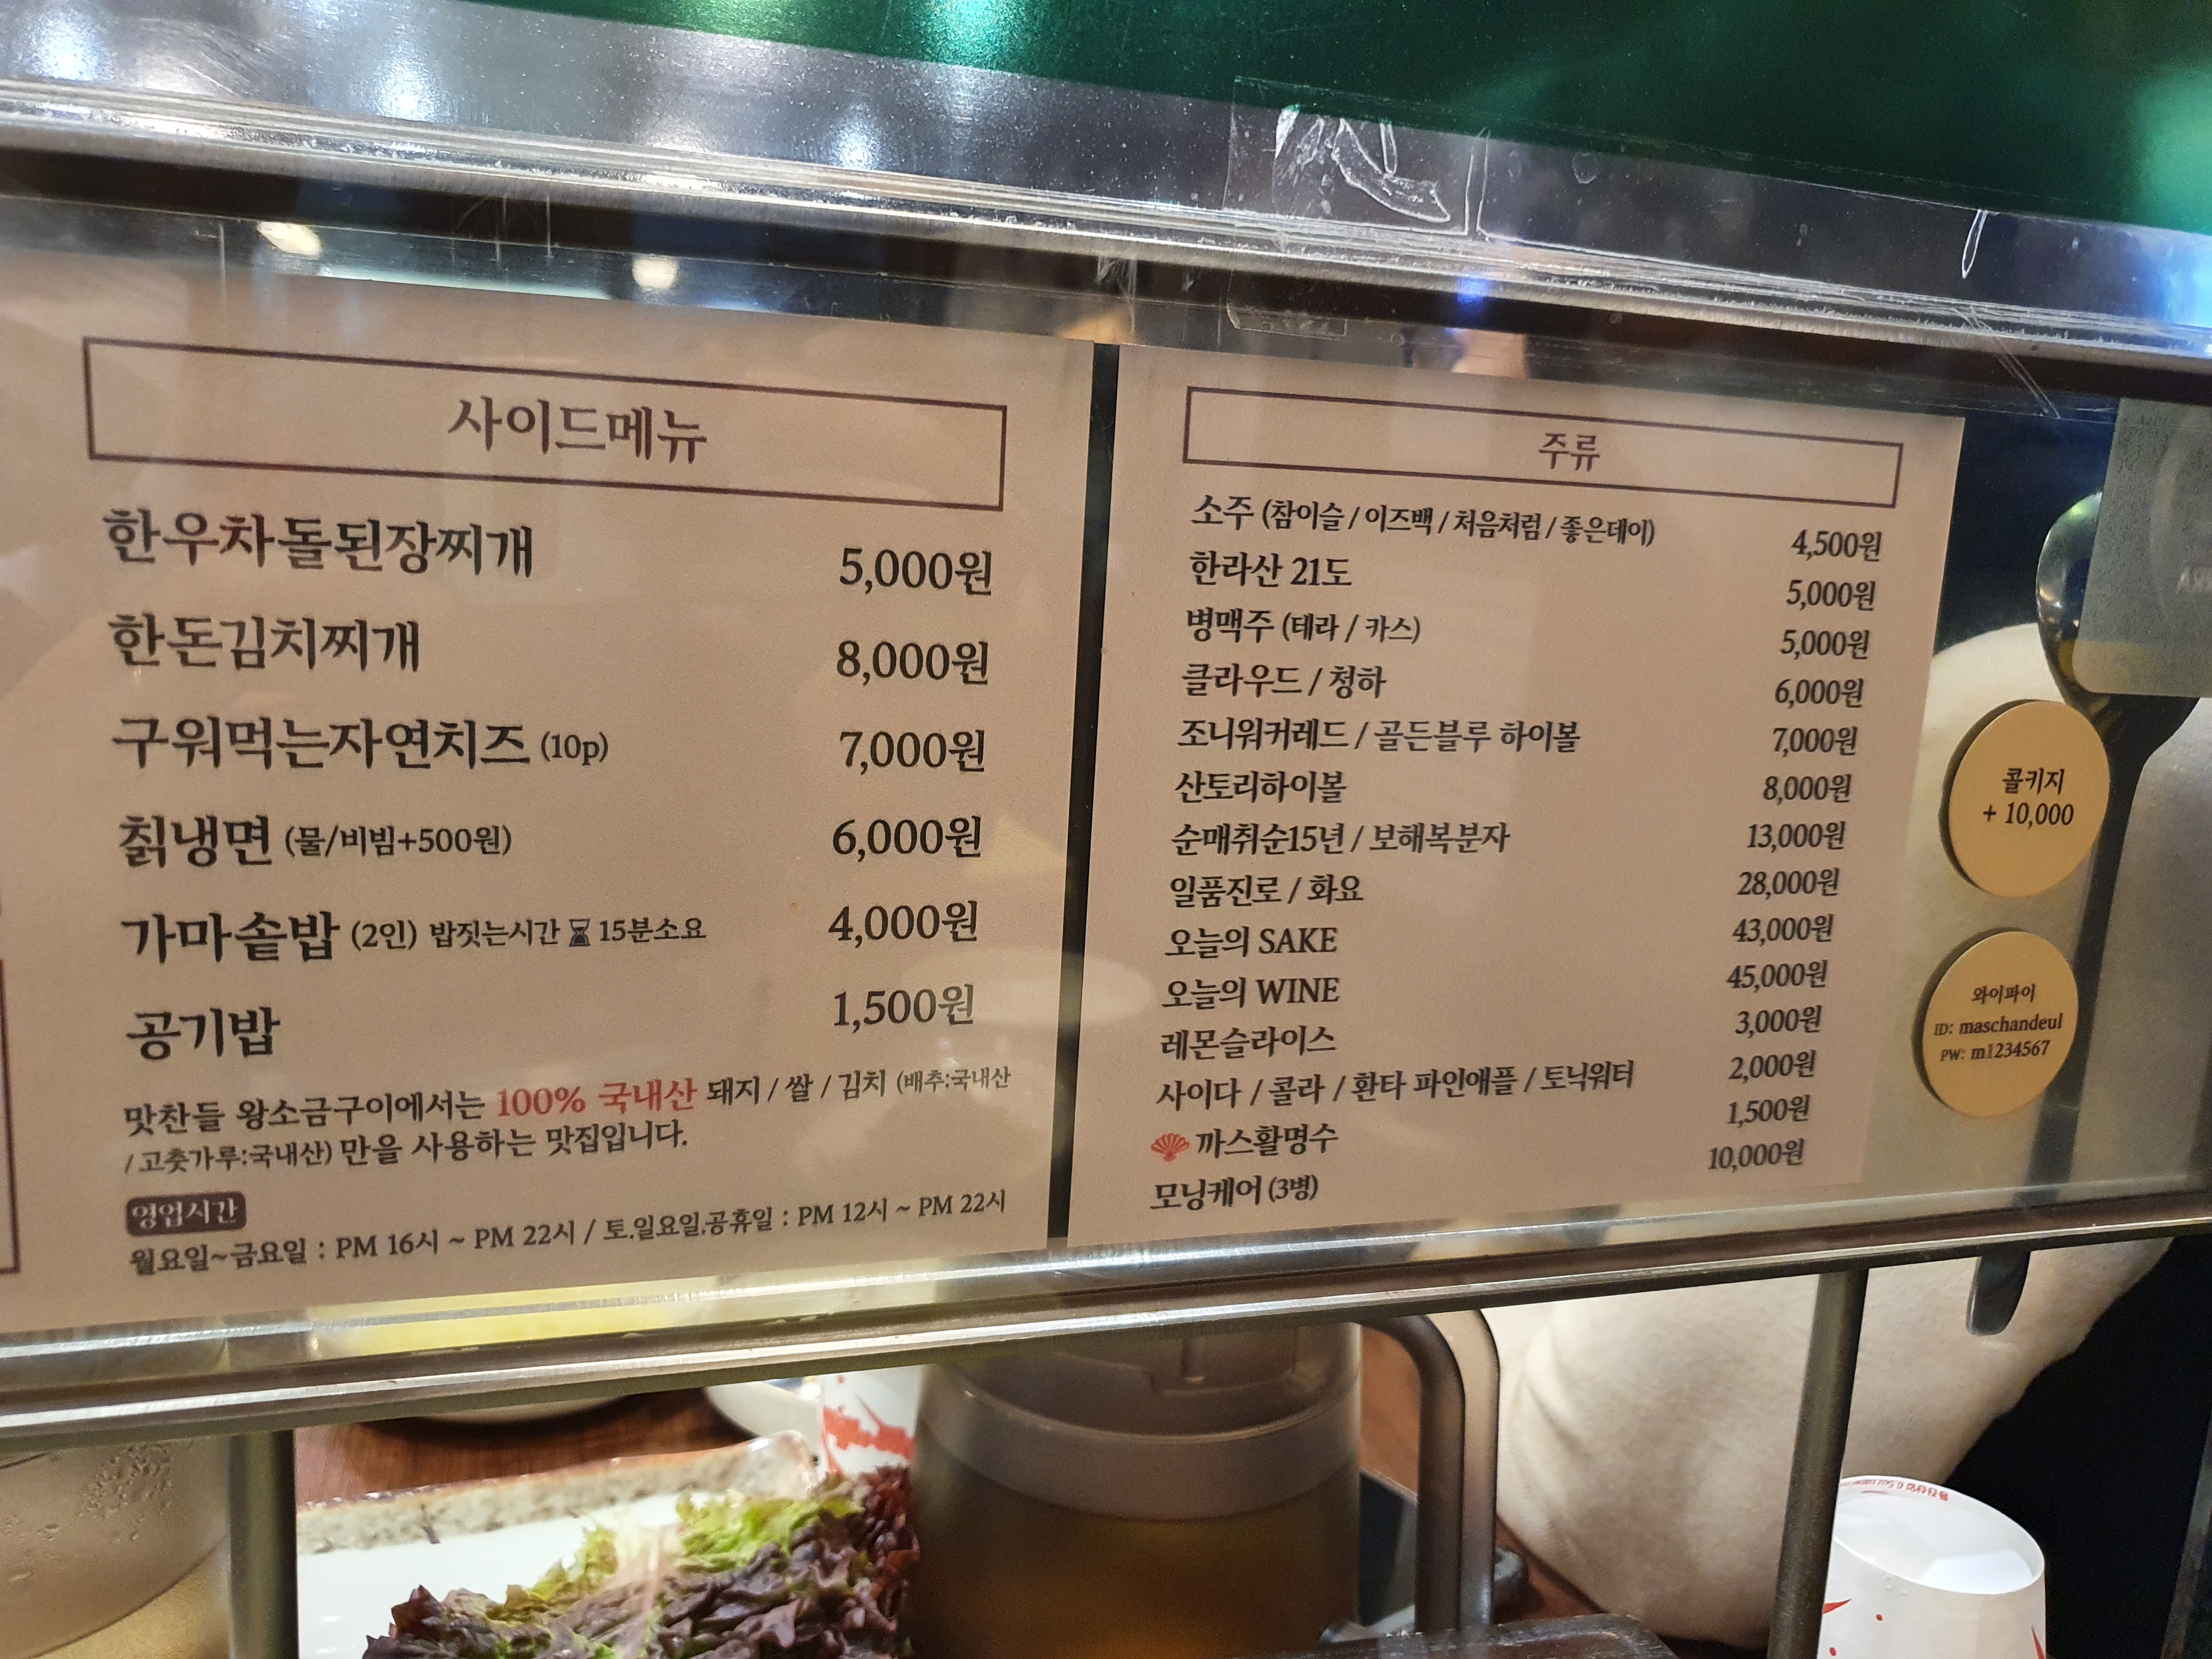 사이드메뉴
한우차돌된장찌개 5,000원
한돈김치찌개 8,000원
구워먹는자연치즈 (10p) 7,000원
칡냉면 (물/비빔+500원) 6,000원
가마솥밥 (2인) 밥짓는시간 15분소요 4,000원
공기밥 1,500원
맛찬들 왕소금구이에서는 100% 국내산 돼지 / 쌀 / 김치 (배추:국내산
/ 고춧가루:국내산) 만을 사용하는 맛집입니다.
영업시간
월요일~금요일 : PM 16시 ~ PM 22시 / 토.일요일.공휴일 : PM 12시 ~ PM 22시
주류
소주 (참이슬 / 이즈백 / 처음처럼 / 좋은데이) 4,500원
한라산 21도 5,000원
병맥주 (테라 / 카스) 5,000원
클라우드 / 청하 6,000원
조니워커레드 / 골든블루 하이볼 7,000원
산토리하이볼 8,000원
순매취순15년 / 보해복분자 13,000원
일품진로 / 화요 28,000원
오늘의 SAKE 43,000원
오늘의 WINE 45,000원
레몬슬라이스 3,000원
사이다 / 콜라 / 환타 파인애플 / 토닉워터 2,000원
까스활명수 1,500원
모닝케어 (3병) 10,000원
콜키지
+ 10,000
와이파이
ID: maschandeul
PW: m1234567